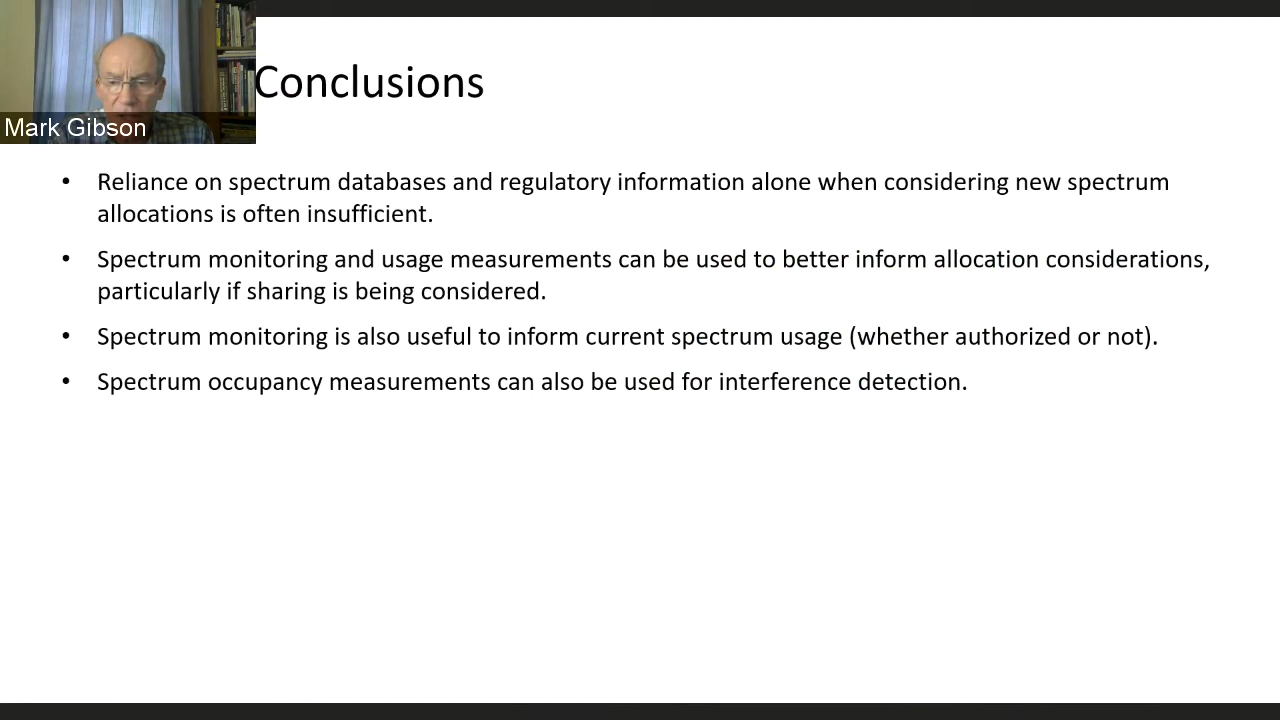 Conclusions
Mark Gibson
• Reliance on spectrum databases and regulatory information alone when considering new spectrum
allocations is often insufficient.
• Spectrum monitoring and usage measurements can be used to better inform allocation considerations,
particularly if sharing is being considered.
• Spectrum monitoring is also useful to inform current spectrum usage (whether authorized or not).
• Spectrum occupancy measurements can also be used for interference detection.